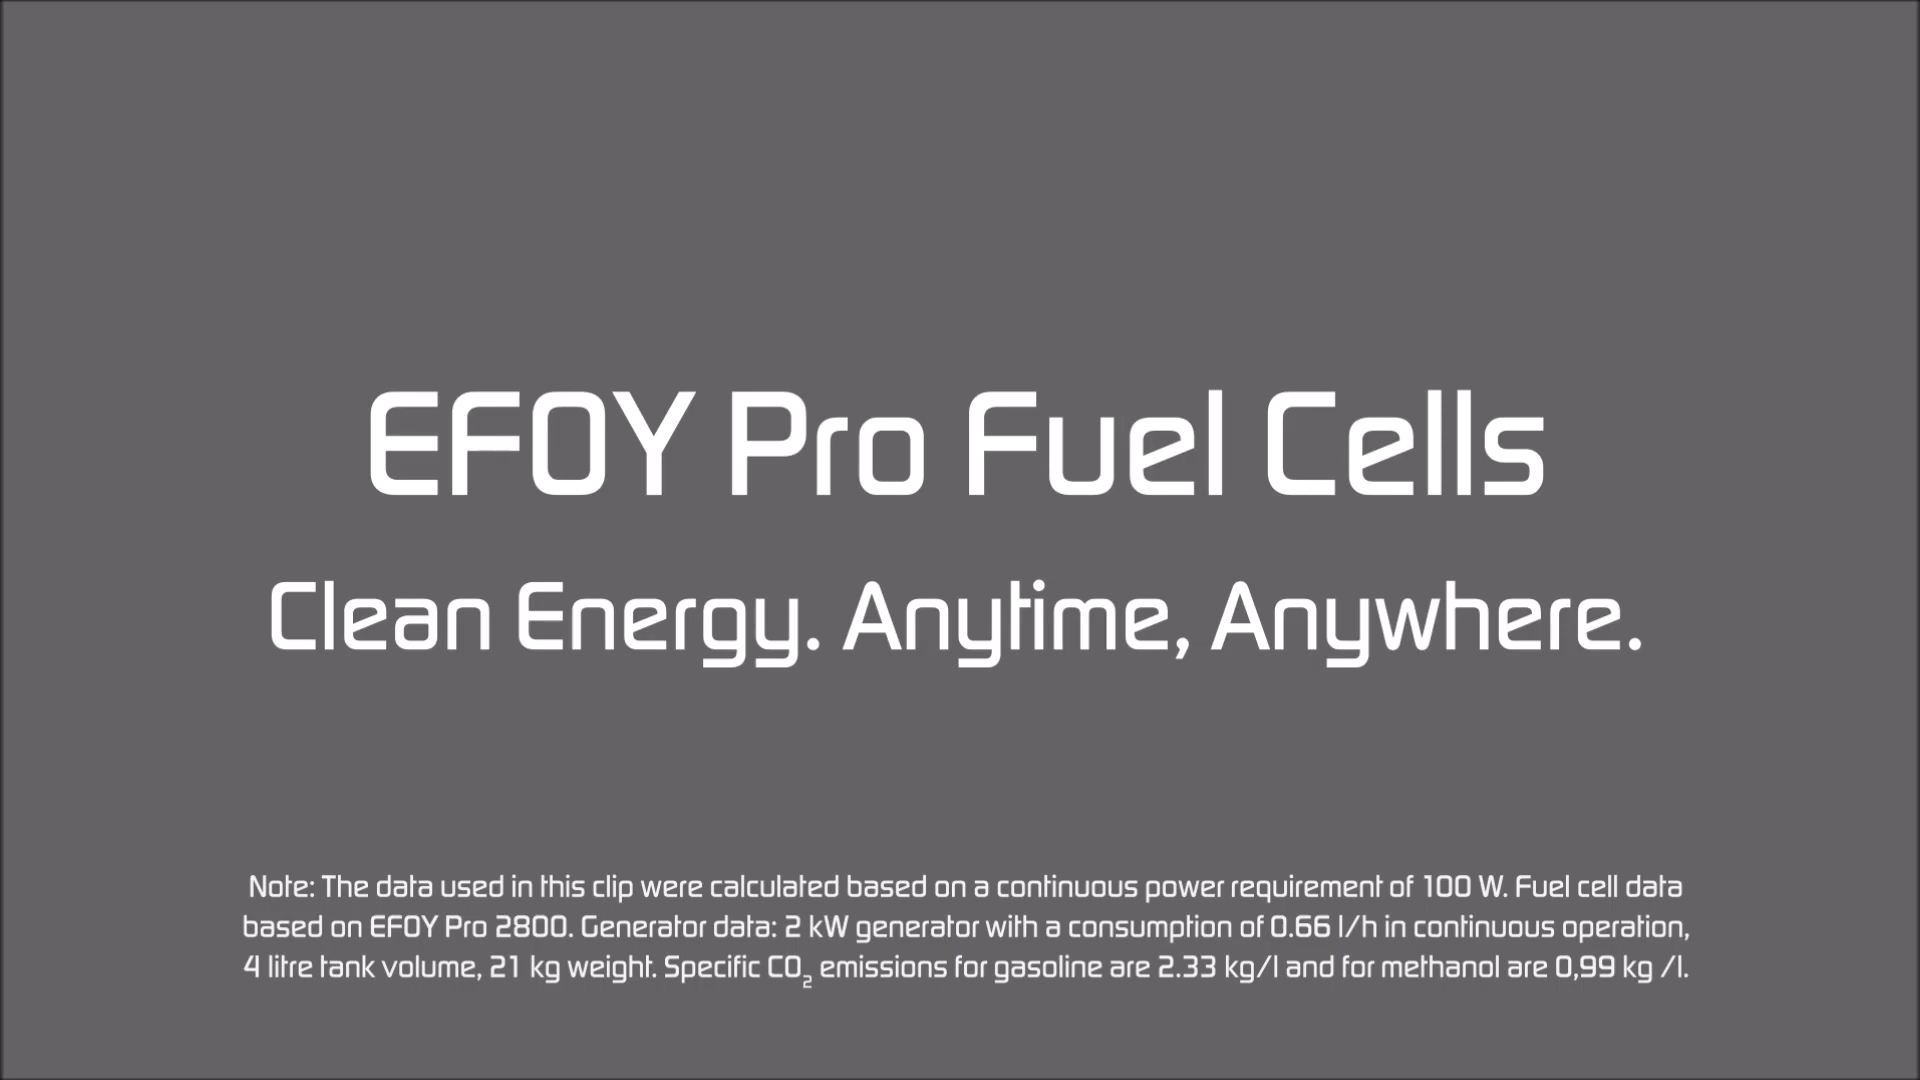 EFOY Pro Fuel Cells
Clean Energy. Anytime, Anywhere.
Note: The data used in this clip were calculated based on a continuous power requirement of 100 W. Fuel cell data
based on EFOY Pro 2800. Generator data: 2 kW generator with a consumption of 0.66 l/h in continuous operation,
4 litre tank volume, 21 kg weight. Specific CO₂ emissions for gasoline are 2.33 kg/l and for methanol are 0,99 kg /l.